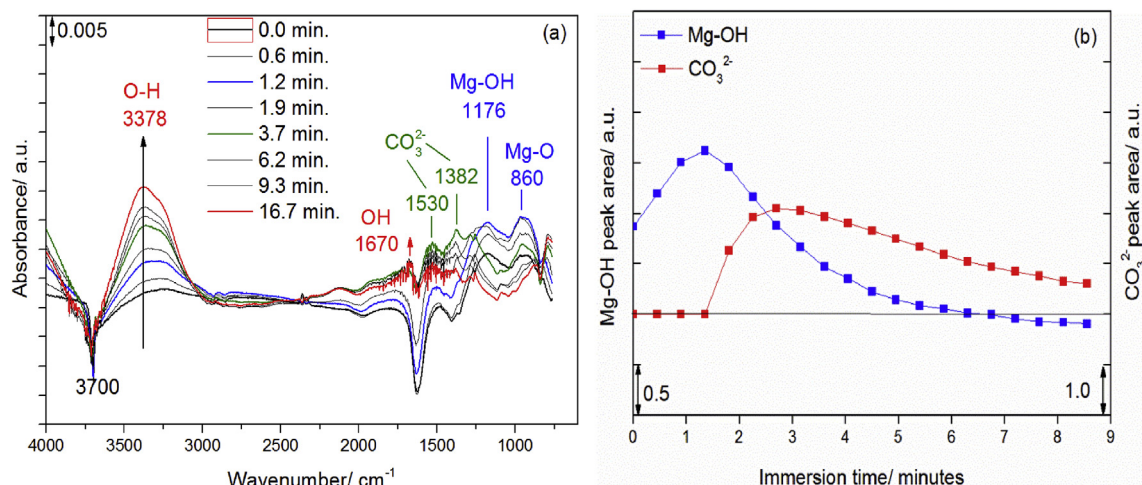 0.005
(a)
0.0 min.
0.6 min.
1.2 min.
1.9 min.
3.7 min.
6.2 min.
9.3 min.
16.7 min.
O-H
3378
Mg-OH
1176
CO₃²⁻
1382
1530
Mg-O
860
OH
1670
3700
Absorbance/ a.u.
4000 3500 3000 2500 2000 1500 1000
Wavenumber/ cm⁻¹
(b)
Mg-OH
CO₃²⁻
Mg-OH peak area/ a.u.
CO₃²⁻ peak area/ a.u.
0.5
1.0
0 1 2 3 4 5 6 7 8 9
Immersion time/ minutes